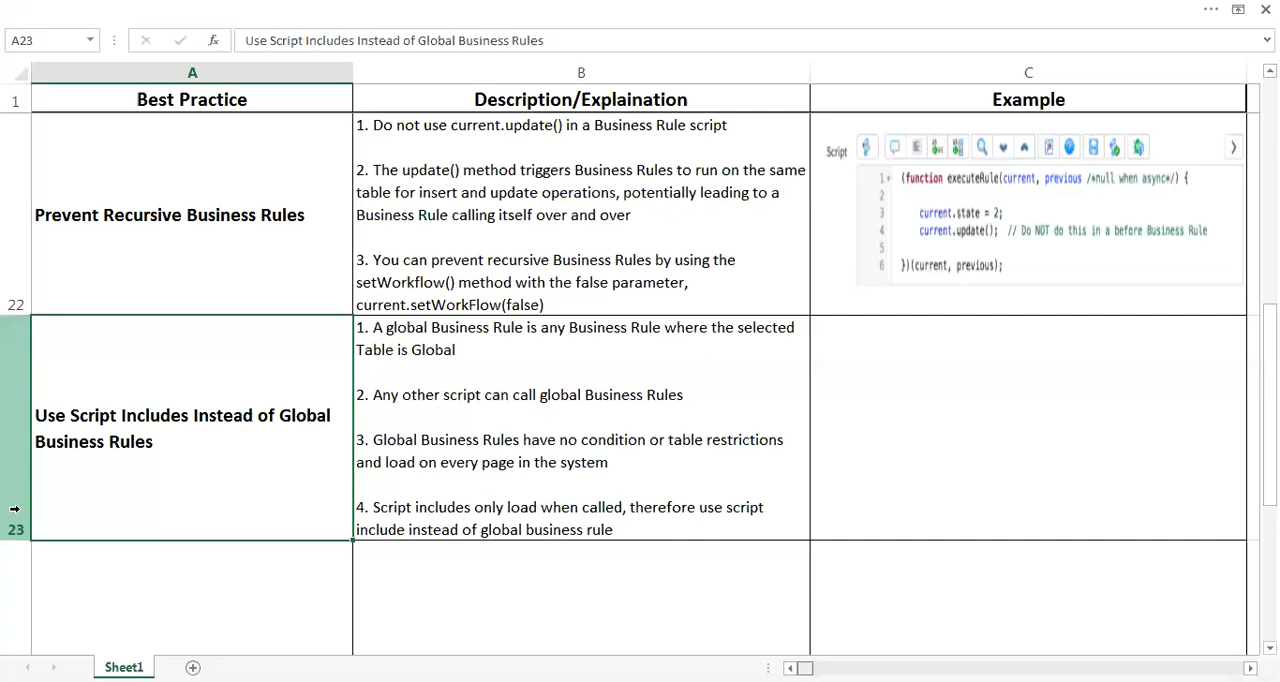 A23
fx
Use Script Includes Instead of Global Business Rules
A
B
C
1
Best Practice
Description/Explaination
Example
22
Prevent Recursive Business Rules
1. Do not use current.update() in a Business Rule script
2. The update() method triggers Business Rules to run on the same
table for insert and update operations, potentially leading to a
Business Rule calling itself over and over
3. You can prevent recursive Business Rules by using the
setWorkflow() method with the false parameter,
current.setWorkFlow(false)
Script
1 (function executeRule(current, previous /*null when async*/) {
2
3 current.state = 2;
4 current.update(); // Do NOT do this in a before Business Rule
5
6 })(current, previous);
23
Use Script Includes Instead of Global
Business Rules
1. A global Business Rule is any Business Rule where the selected
Table is Global
2. Any other script can call global Business Rules
3. Global Business Rules have no condition or table restrictions
and load on every page in the system
4. Script includes only load when called, therefore use script
include instead of global business rule
Sheet1